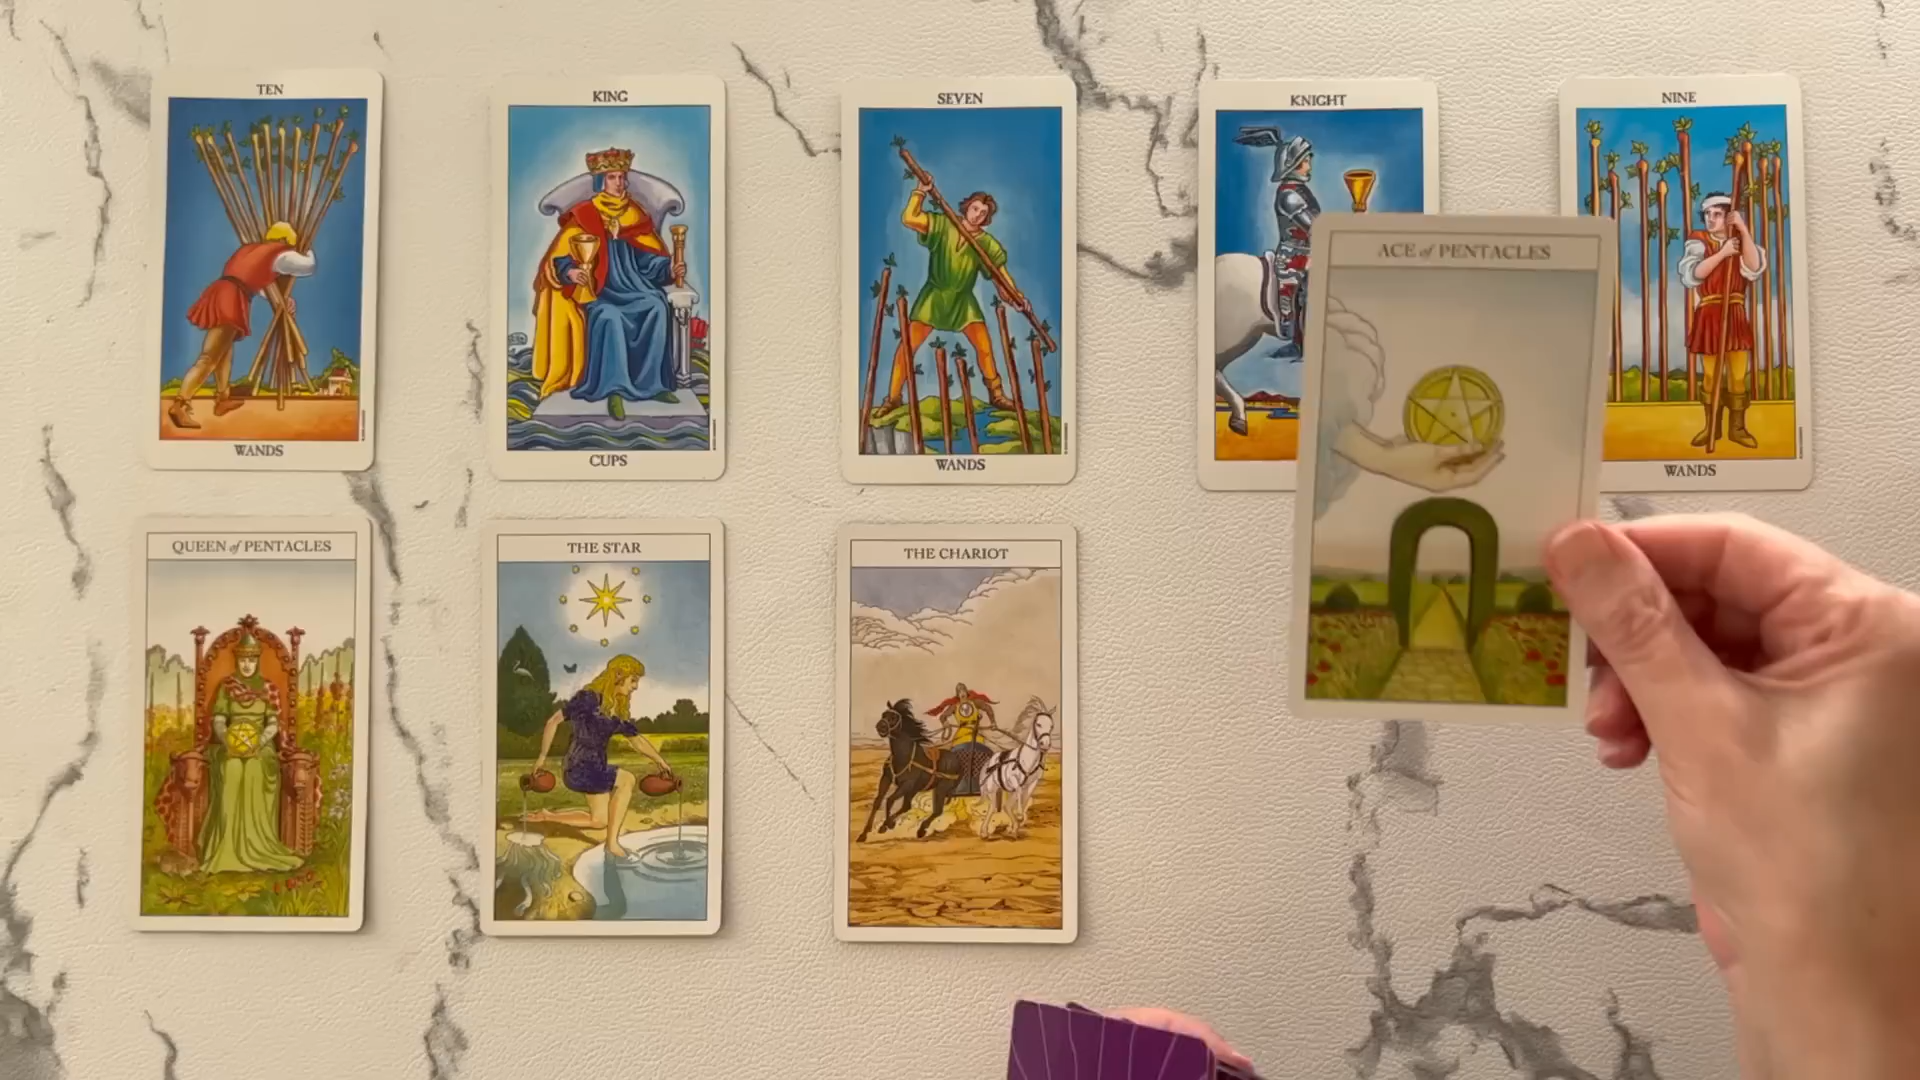 TEN
WANDS
KING
CUPS
SEVEN
WANDS
KNIGHT
NINE
WANDS
QUEEN of PENTACLES
THE STAR
THE CHARIOT
ACE of PENTACLES